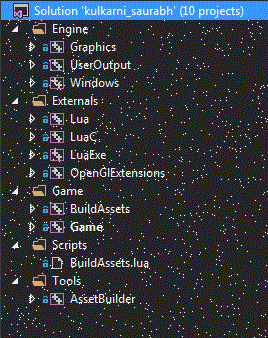 Solution 'kulkarni_saurabh' (10 projects)
Engine
Graphics
UserOutput
Windows
Externals
Lua
LuaC
LuaExe
OpenGlExtensions
Game
BuildAssets
Game
Scripts
BuildAssets.lua
Tools
AssetBuilder